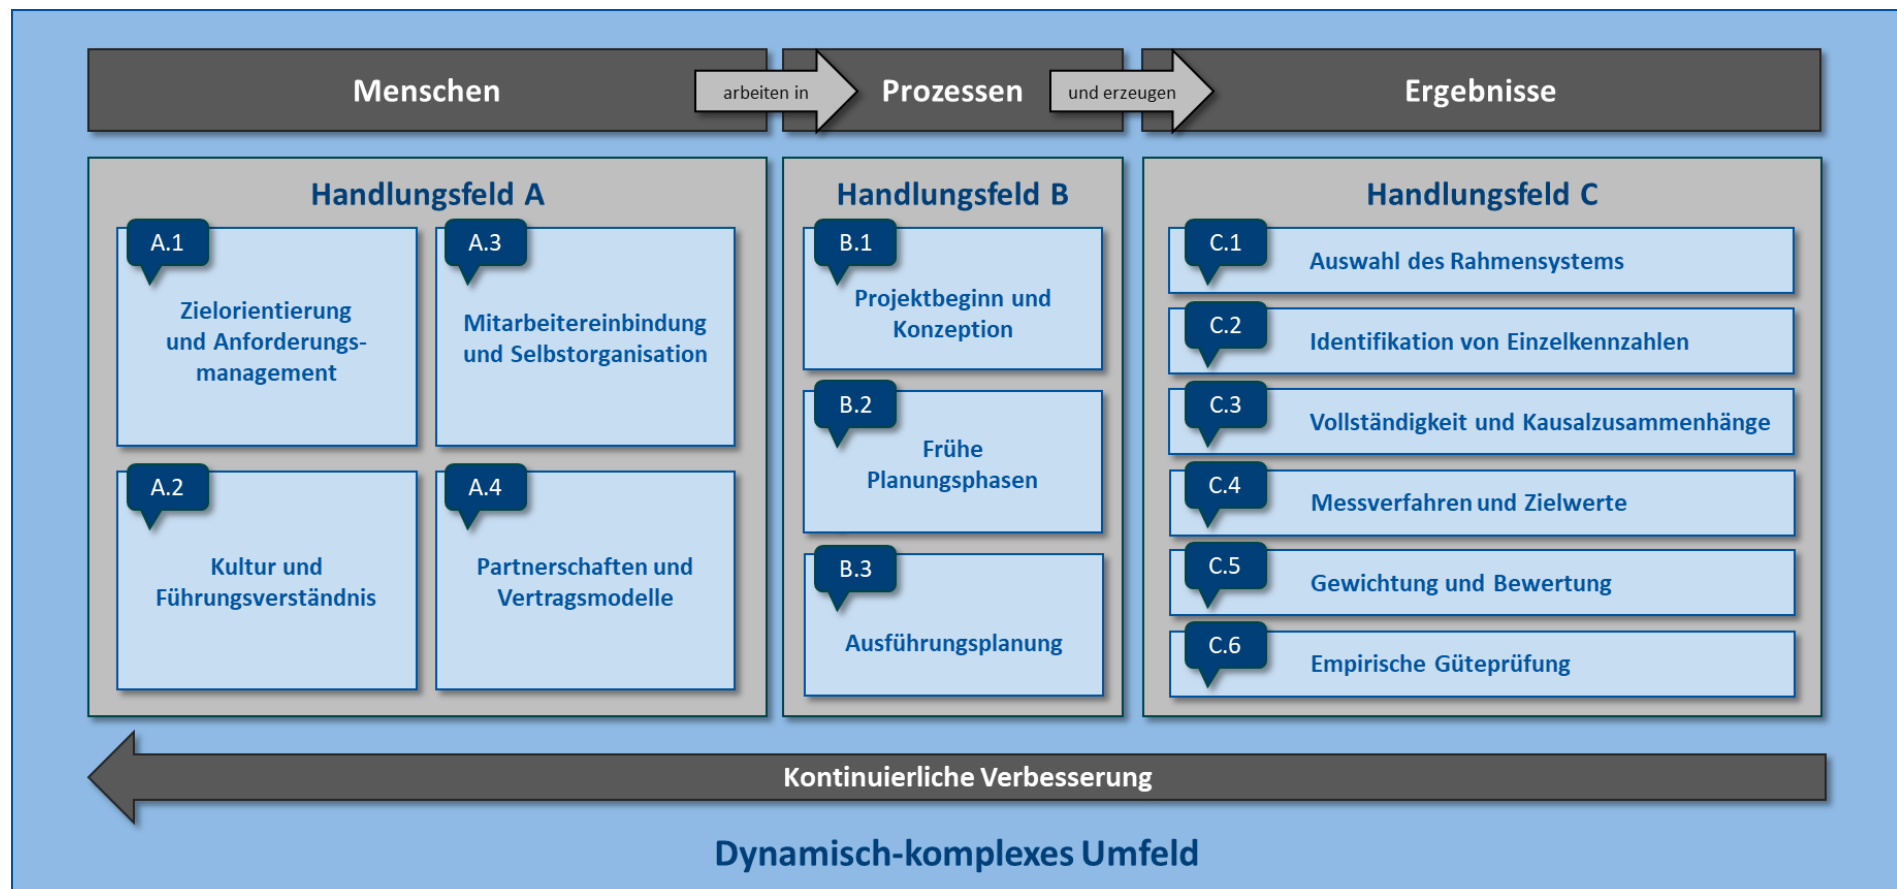 Menschen
arbeiten in
Prozessen
und erzeugen
Ergebnisse
Handlungsfeld A
A.1
Zielorientierung
und Anforderungs-
management
A.2
Kultur und
Führungsverständnis
A.3
Mitarbeitereinbindung
und Selbstorganisation
A.4
Partnerschaften und
Vertragsmodelle
Handlungsfeld B
B.1
Projektbeginn und
Konzeption
B.2
Frühe
Planungsphasen
B.3
Ausführungsplanung
Handlungsfeld C
C.1
Auswahl des Rahmensystems
C.2
Identifikation von Einzelkennzahlen
C.3
Vollständigkeit und Kausalzusammenhänge
C.4
Messverfahren und Zielwerte
C.5
Gewichtung und Bewertung
C.6
Empirische Güteprüfung
Kontinuierliche Verbesserung
Dynamisch-komplexes Umfeld